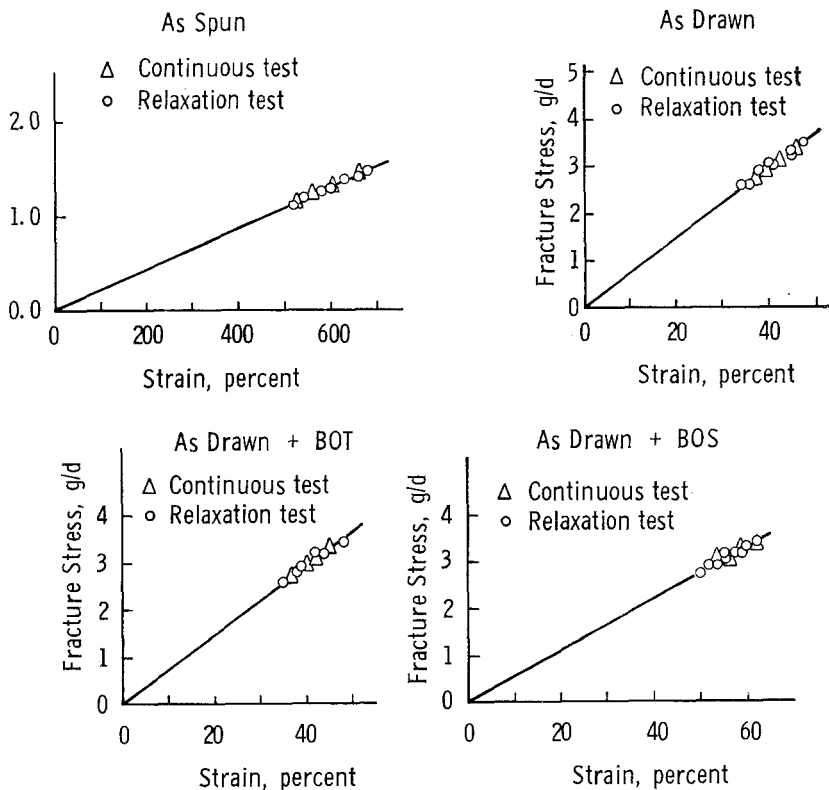 As Spun
△ Continuous test
○ Relaxation test
2.0
1.0
0.0
0 200 400 600
Strain, percent
As Drawn
△ Continuous test
○ Relaxation test
Fracture Stress, g/d
5
4
3
2
1
0
0 20 40
Strain, percent
As Drawn + BOT
△ Continuous test
○ Relaxation test
Fracture Stress, g/d
4
3
2
1
0
0 20 40
Strain, percent
As Drawn + BOS
△ Continuous test
○ Relaxation test
Fracture Stress, g/d
4
3
2
1
0
0 20 40 60
Strain, percent